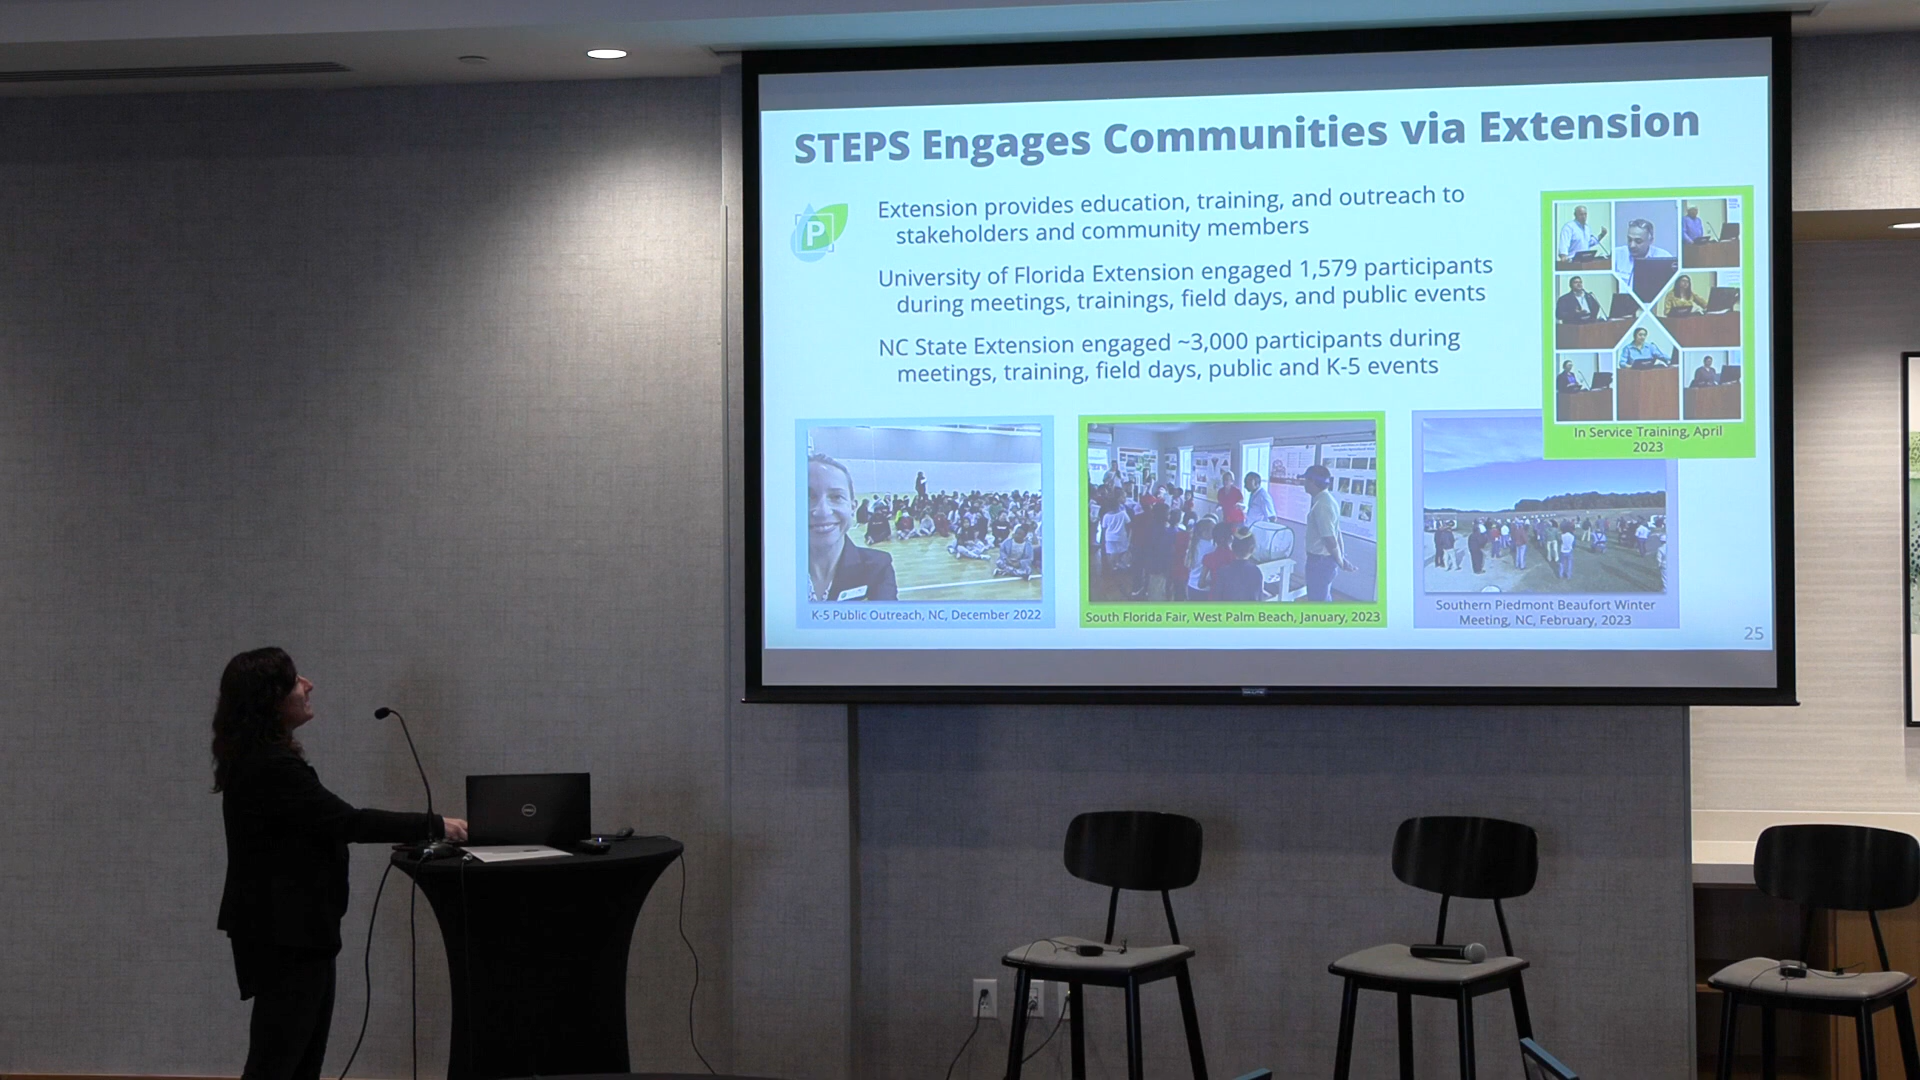 STEPS Engages Communities via Extension
P
Extension provides education, training, and outreach to
stakeholders and community members
University of Florida Extension engaged 1,579 participants
during meetings, trainings, field days, and public events
NC State Extension engaged ~3,000 participants during
meetings, training, field days, public and K-5 events
In Service Training, April
2023
K-5 Public Outreach, NC, December 2022
South Florida Fair, West Palm Beach, January, 2023
Southern Piedmont Beaufort Winter
Meeting, NC, February, 2023
25
DELL